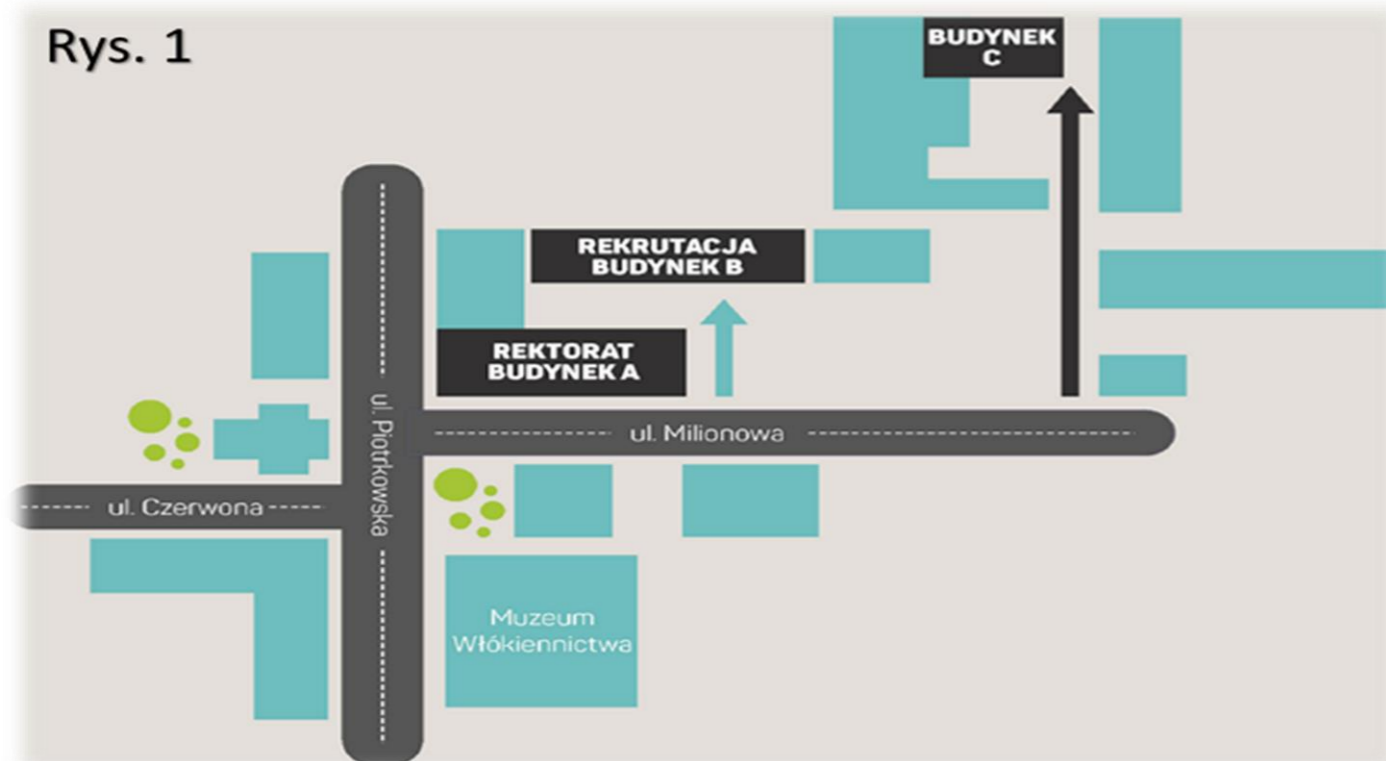 Rys. 1
BUDYNEK
C
REKRUTACJA
BUDYNEK B
REKTORAT
BUDYNEK A
ul. Piotrkowska
ul. Milionowa
ul. Czerwona
Muzeum
Włókiennictwa